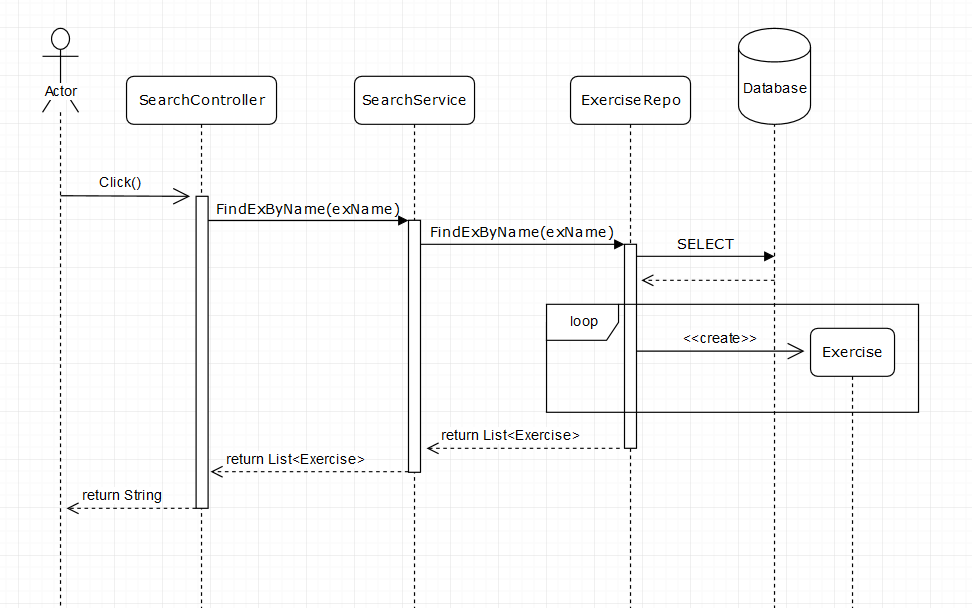 Actor
SearchController
SearchService
ExerciseRepo
Database
Click()
FindExByName(exName)
FindExByName(exName)
SELECT
loop
<<create>>
Exercise
return List<Exercise>
return List<Exercise>
return String